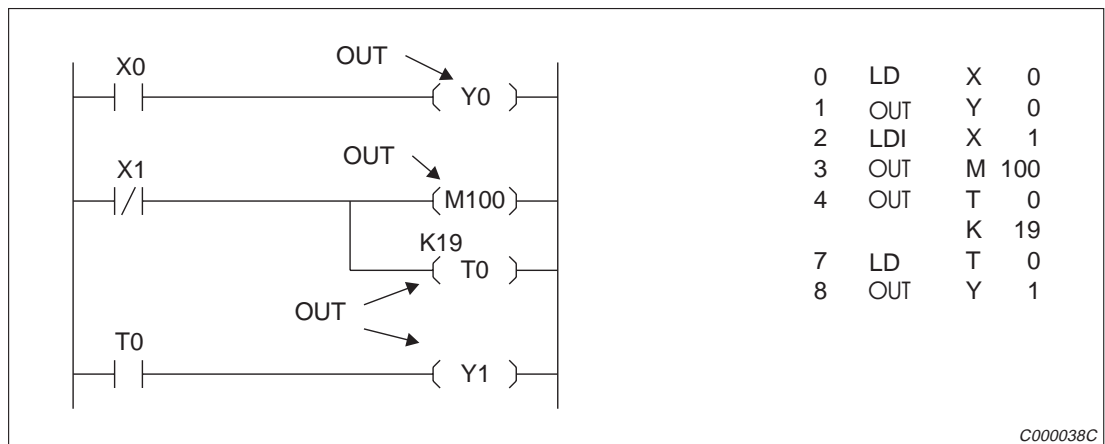 OUT
X0
Y0
OUT
X1
M100
K19
T0
OUT
T0
Y1
0 LD X 0
1 OUT Y 0
2 LDI X 1
3 OUT M 100
4 OUT T 0
K 19
7 LD T 0
8 OUT Y 1
C000038C